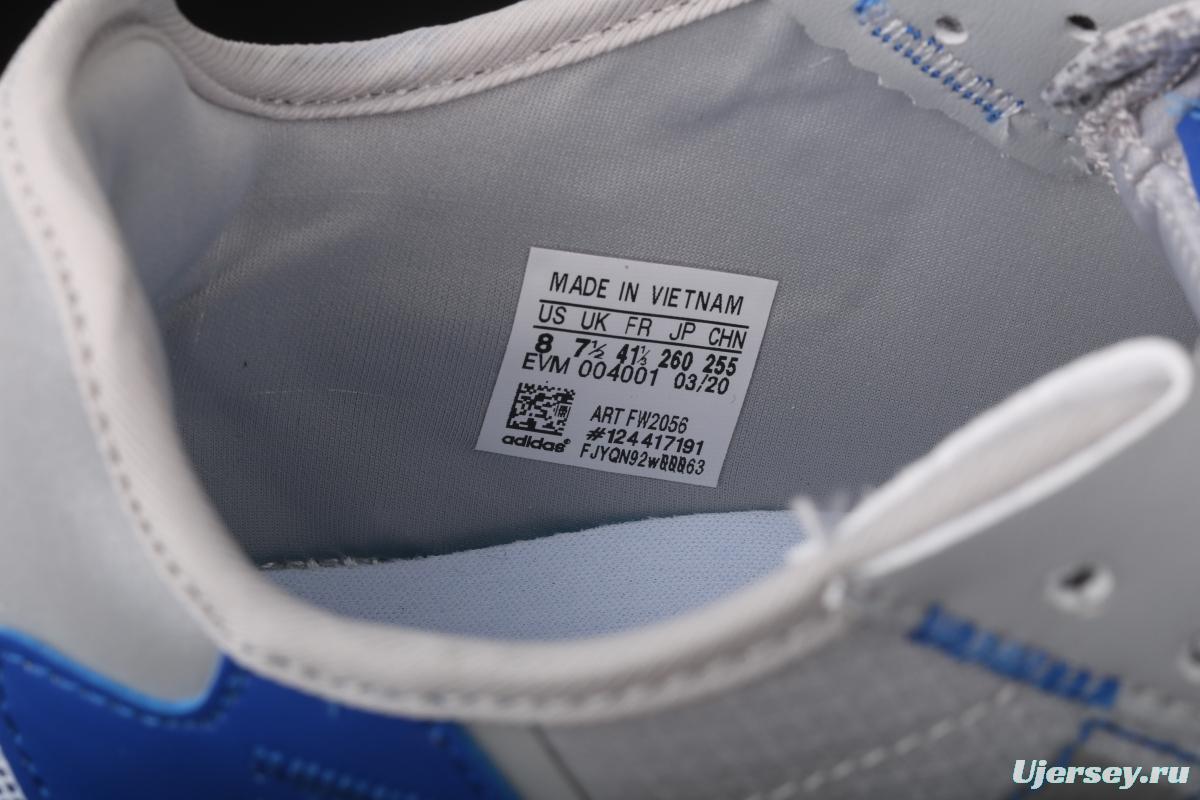 MADE IN VIETNAM
US UK FR JP CHN
8 7½ 41⅓ 260 255
EVM 004001 03/20
ART FW2056
#124417191
adidas®
Ujersey.ru